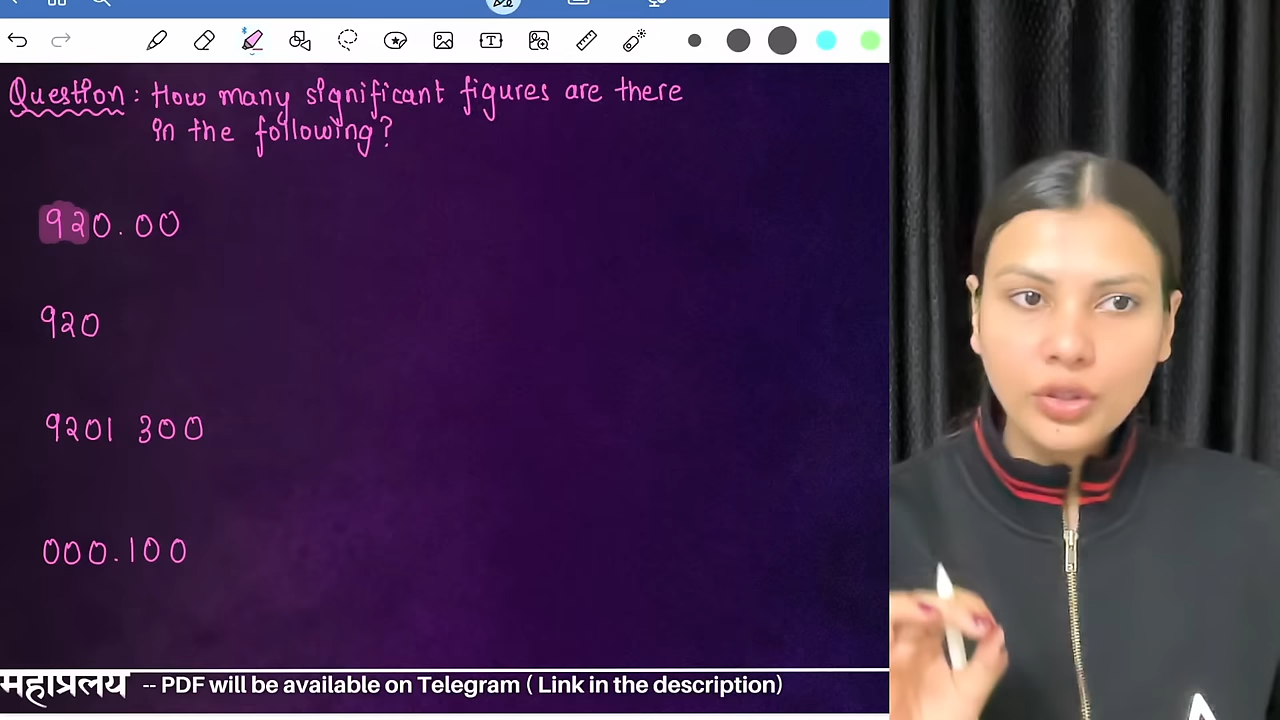 Question: How many significant figures are there
in the following?
920.00
920
9201 300
000.100
महाप्रलय -- PDF will be available on Telegram ( Link in the description)